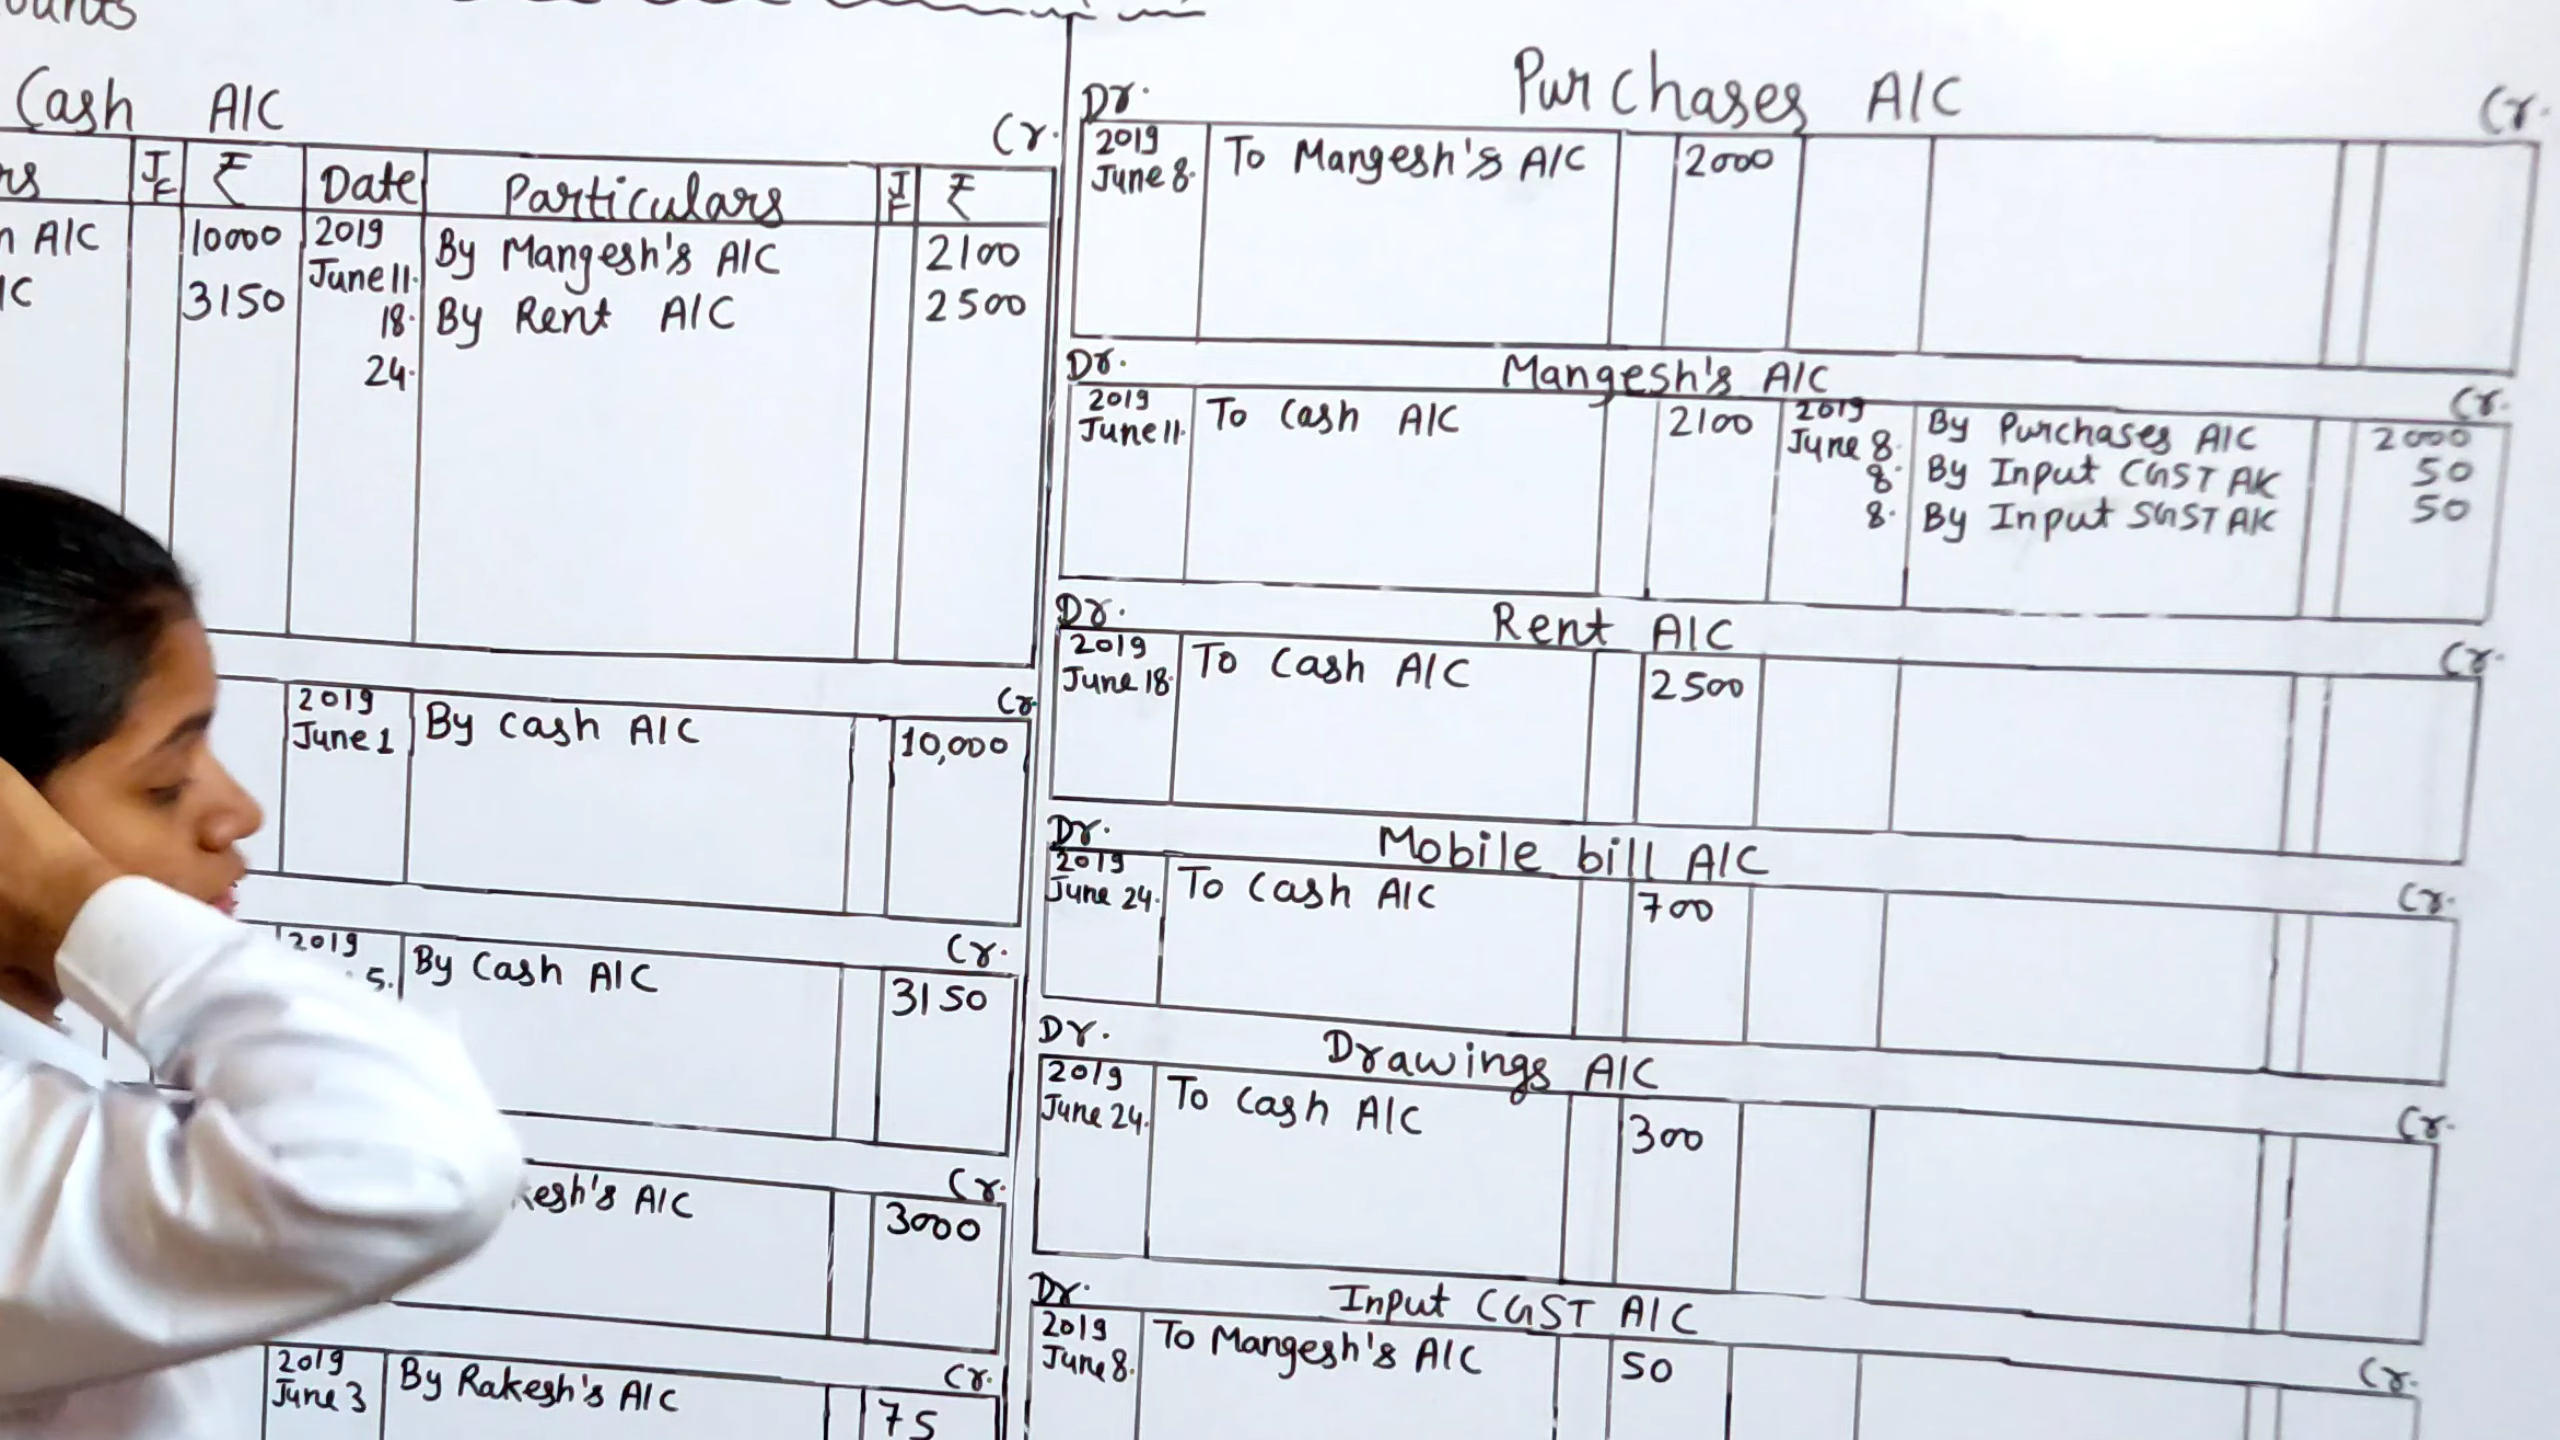 Cash A/C
Cr.
J.F ₹ Date Particulars J.F ₹
A/C 10000 2019 June 11. By Mangesh's A/C 2100
3150 18. By Rent A/C 2500
24.
Cr.
2019 June 1 By Cash A/C 10,000
Cr.
2019 5. By Cash A/C 3150
Cr.
A/C 3000
Cr.
2019 June 3 By Rakesh's A/C 75
Dr. Purchases A/C Cr.
2019 June 8. To Mangesh's A/C 2000
Dr. Mangesh's A/C Cr.
2019 June 11. To Cash A/C 2100 2019 June 8. By Purchases A/C 2000
8. By Input CGST A/C 50
8. By Input SGST A/C 50
Dr. Rent A/C Cr.
2019 June 18. To Cash A/C 2500
Dr. Mobile bill A/C Cr.
2019 June 24. To Cash A/C 700
Dr. Drawings A/C Cr.
2019 June 24. To Cash A/C 300
Dr. Input CGST A/C Cr.
2019 June 8. To Mangesh's A/C 50